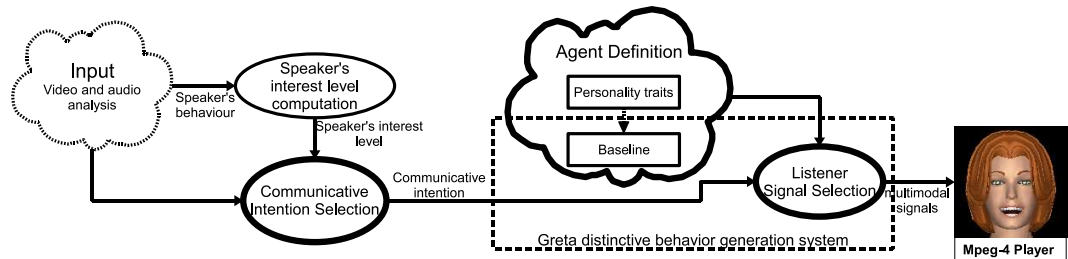 Input
Video and audio
analysis
Speaker's
behaviour
Speaker's
interest level
computation
Speaker's interest
level
Communicative
Intention Selection
Communicative
intention
Agent Definition
Personality traits
Baseline
Listener
Signal Selection
Greta distinctive behavior generation system
multimodal
signals
Mpeg-4 Player